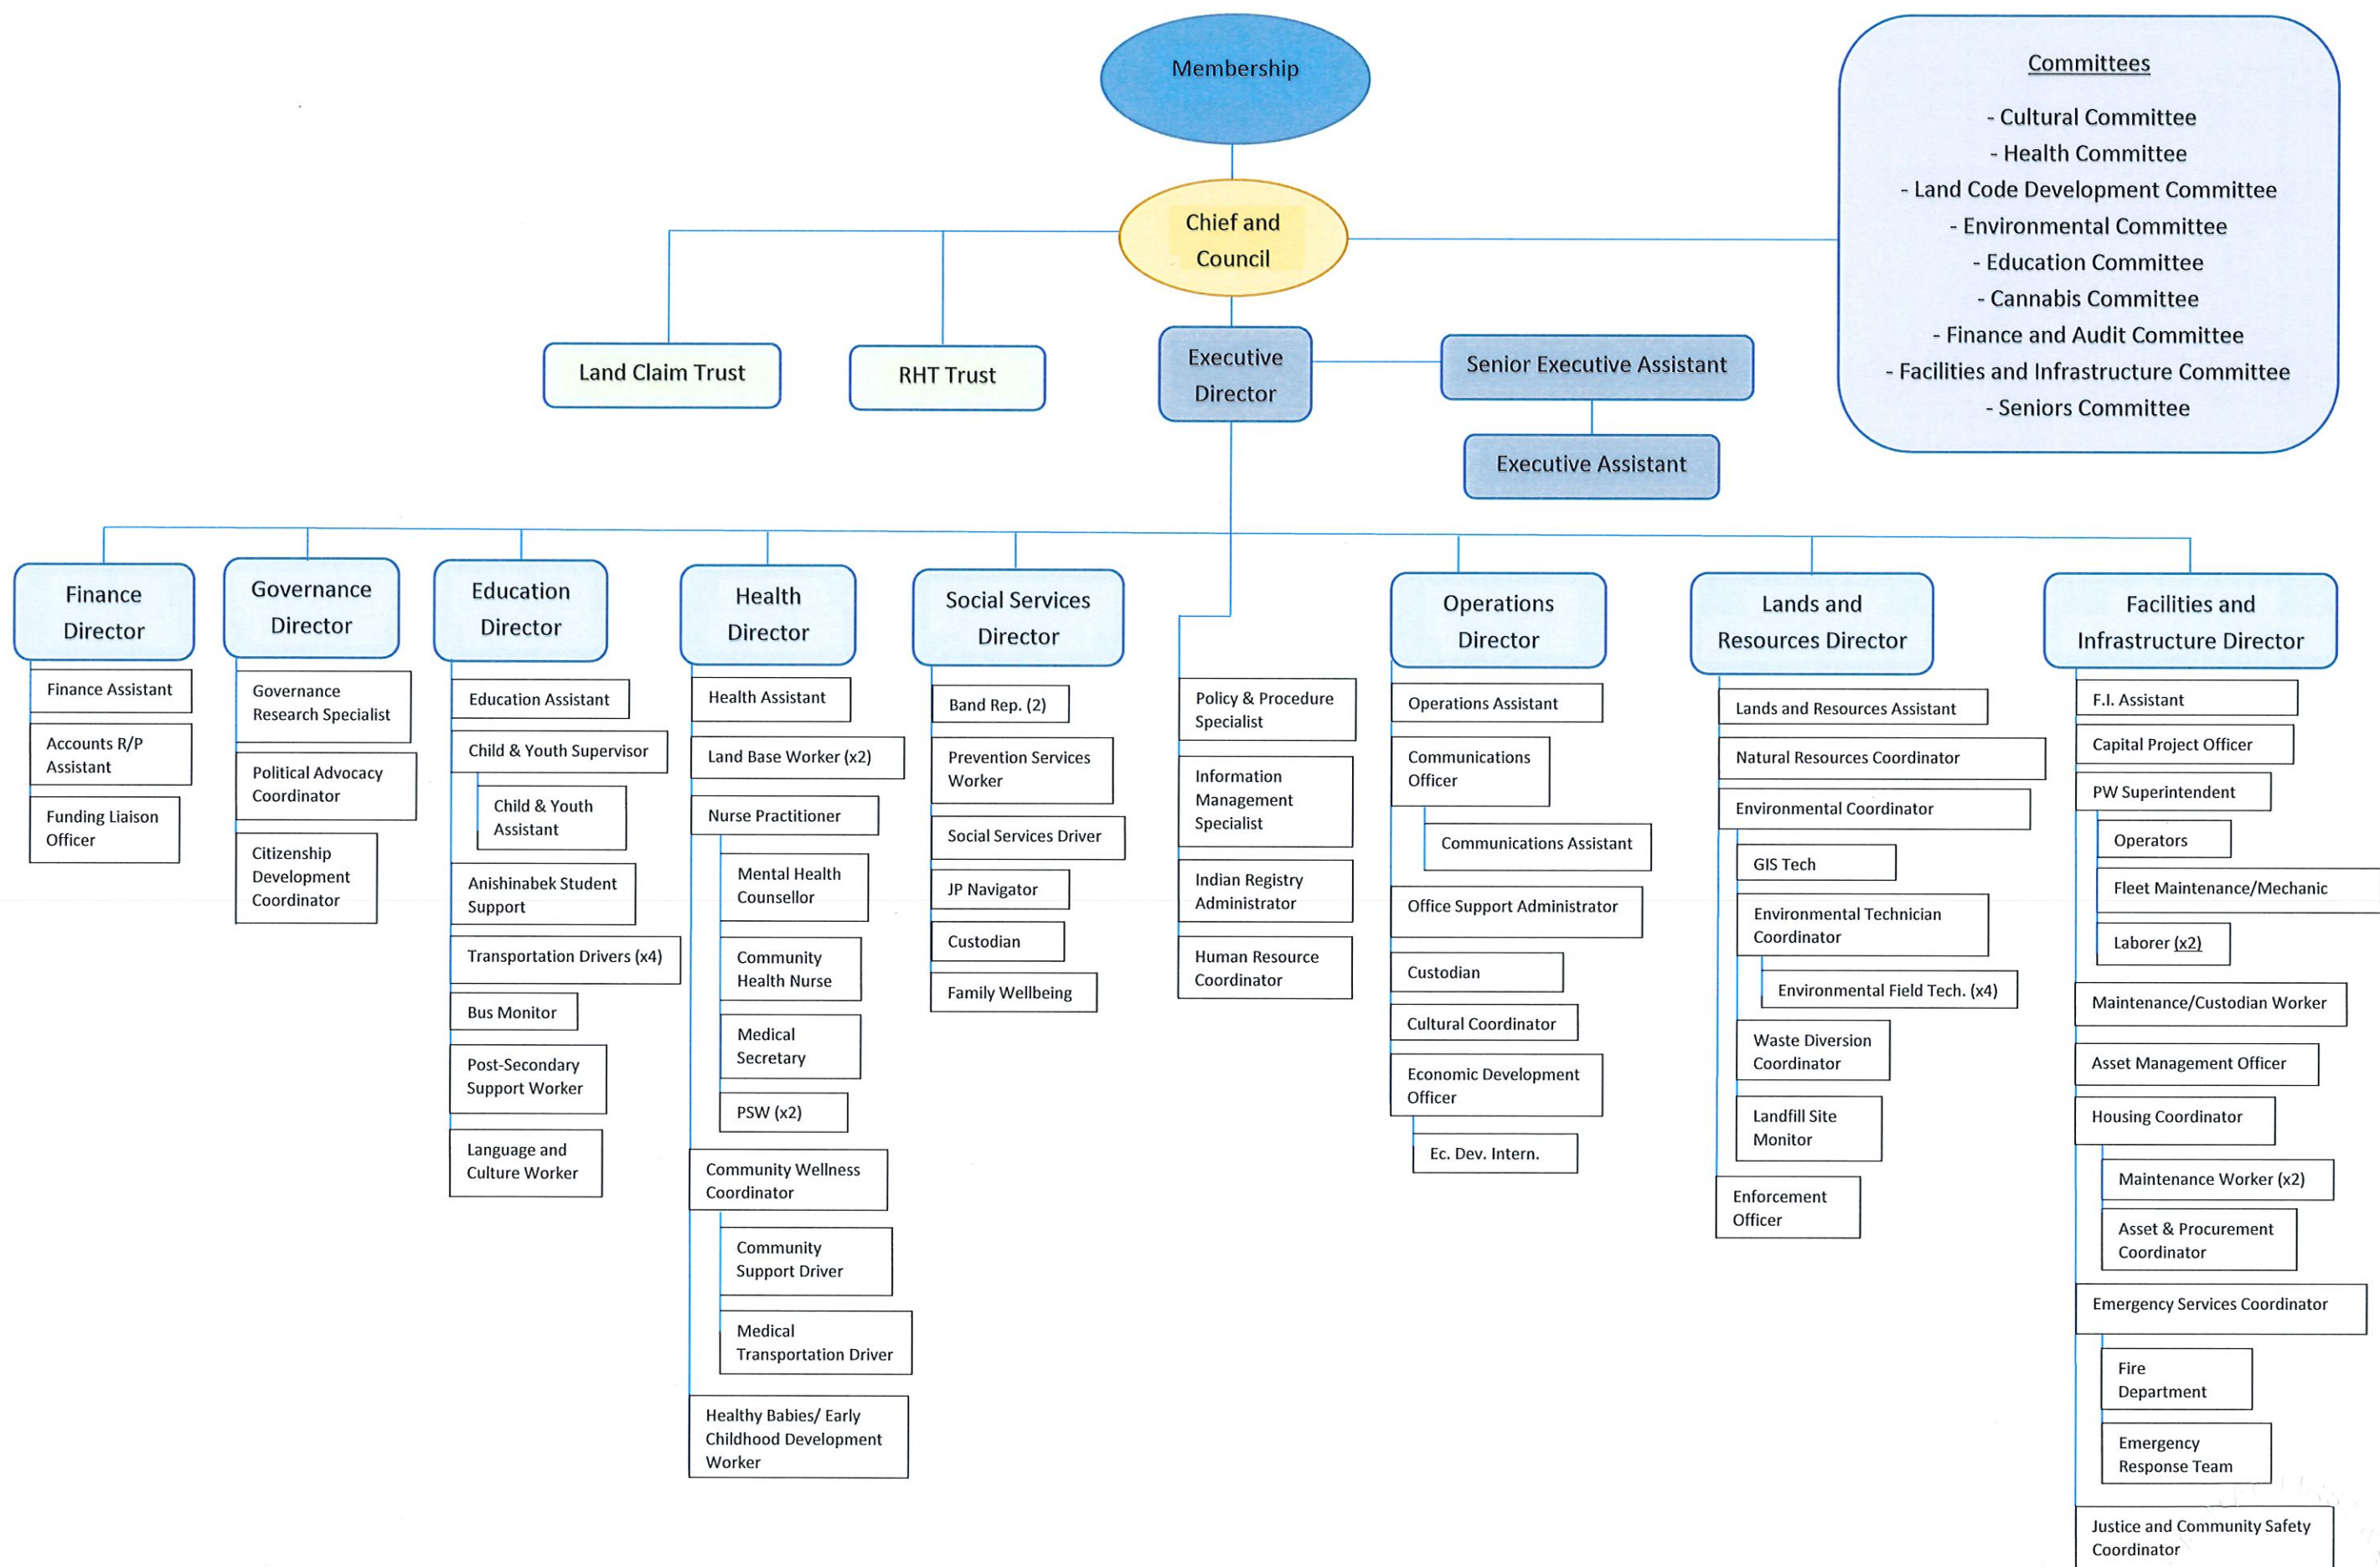 Membership
Committees
- Cultural Committee
- Health Committee
- Land Code Development Committee
- Environmental Committee
- Education Committee
- Cannabis Committee
- Finance and Audit Committee
- Facilities and Infrastructure Committee
- Seniors Committee
Chief and
Council
Land Claim Trust
RHT Trust
Executive
Director
Senior Executive Assistant
Executive Assistant
Finance
Director
Finance Assistant
Accounts R/P
Assistant
Funding Liaison
Officer
Governance
Director
Governance
Research Specialist
Political Advocacy
Coordinator
Citizenship
Development
Coordinator
Education
Director
Education Assistant
Child & Youth Supervisor
Child & Youth
Assistant
Anishinabek Student
Support
Transportation Drivers (x4)
Bus Monitor
Post-Secondary
Support Worker
Language and
Culture Worker
Health
Director
Health Assistant
Land Base Worker (x2)
Nurse Practitioner
Mental Health
Counsellor
Community
Health Nurse
Medical
Secretary
PSW (x2)
Community Wellness
Coordinator
Community
Support Driver
Medical
Transportation Driver
Healthy Babies/ Early
Childhood Development
Worker
Social Services
Director
Band Rep. (2)
Prevention Services
Worker
Social Services Driver
JP Navigator
Custodian
Family Wellbeing
Policy & Procedure
Specialist
Information
Management
Specialist
Indian Registry
Administrator
Human Resource
Coordinator
Operations
Director
Operations Assistant
Communications
Officer
Communications Assistant
Office Support Administrator
Custodian
Cultural Coordinator
Economic Development
Officer
Ec. Dev. Intern.
Lands and
Resources Director
Lands and Resources Assistant
Natural Resources Coordinator
Environmental Coordinator
GIS Tech
Environmental Technician
Coordinator
Environmental Field Tech. (x4)
Waste Diversion
Coordinator
Landfill Site
Monitor
Enforcement
Officer
Facilities and
Infrastructure Director
F.I. Assistant
Capital Project Officer
PW Superintendent
Operators
Fleet Maintenance/Mechanic
Laborer (x2)
Maintenance/Custodian Worker
Asset Management Officer
Housing Coordinator
Maintenance Worker (x2)
Asset & Procurement
Coordinator
Emergency Services Coordinator
Fire
Department
Emergency
Response Team
Justice and Community Safety
Coordinator